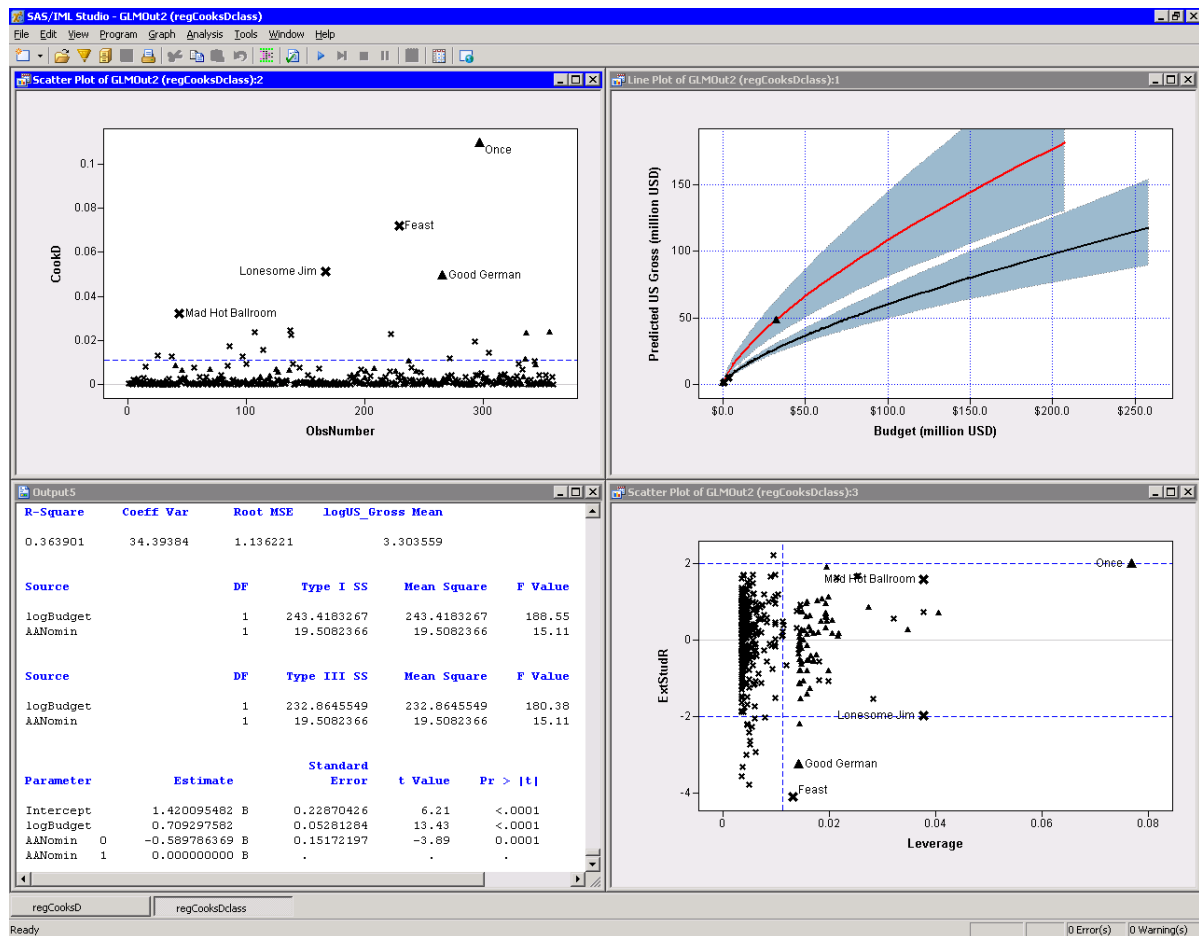 SAS/IML Studio - GLMOut2 (regCooksDclass)
File Edit View Program Graph Analysis Tools Window Help
Scatter Plot of GLMOut2 (regCooksDclass):2
CookD
0.1
0.08
0.06
0.04
0.02
0
Once
Feast
Lonesome Jim
Good German
Mad Hot Ballroom
0 100 200 300
ObsNumber
Line Plot of GLMOut2 (regCooksDclass):1
Predicted US Gross (million USD)
150
100
50
0
$0.0 $50.0 $100.0 $150.0 $200.0 $250.0
Budget (million USD)
Output5
R-Square Coeff Var Root MSE logUS_Gross Mean
0.363901 34.39384 1.136221 3.303559
Source DF Type I SS Mean Square F Value
logBudget 1 243.4183267 243.4183267 188.55
AANomin 1 19.5082366 19.5082366 15.11
Source DF Type III SS Mean Square F Value
logBudget 1 232.8645549 232.8645549 180.38
AANomin 1 19.5082366 19.5082366 15.11
Standard
Parameter Estimate Error t Value Pr > |t|
Intercept 1.420095482 B 0.22870426 6.21 <.0001
logBudget 0.709297582 0.05281284 13.43 <.0001
AANomin 0 -0.589786369 B 0.15172197 -3.89 0.0001
AANomin 1 0.000000000 B . . .
Scatter Plot of GLMOut2 (regCooksDclass):3
ExtStudR
2
0
-2
-4
Once
Mad Hot Ballroom
Lonesome Jim
Good German
Feast
0 0.02 0.04 0.06 0.08
Leverage
regCooksD regCooksDclass
Ready 0 Error(s) 0 Warning(s)